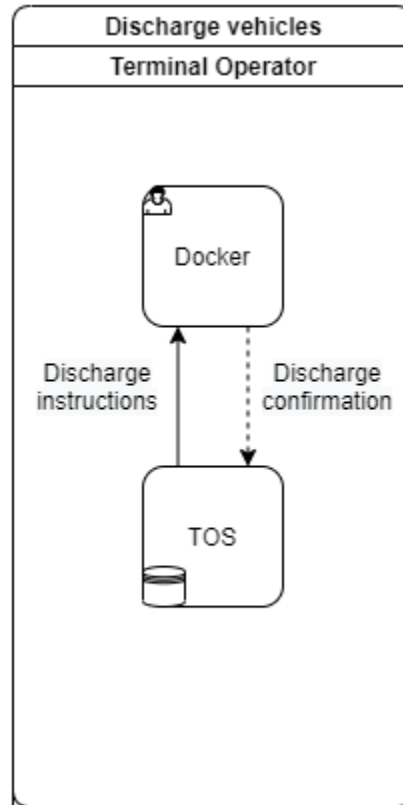 Discharge vehicles
Terminal Operator
Docker
Discharge
instructions
Discharge
confirmation
TOS